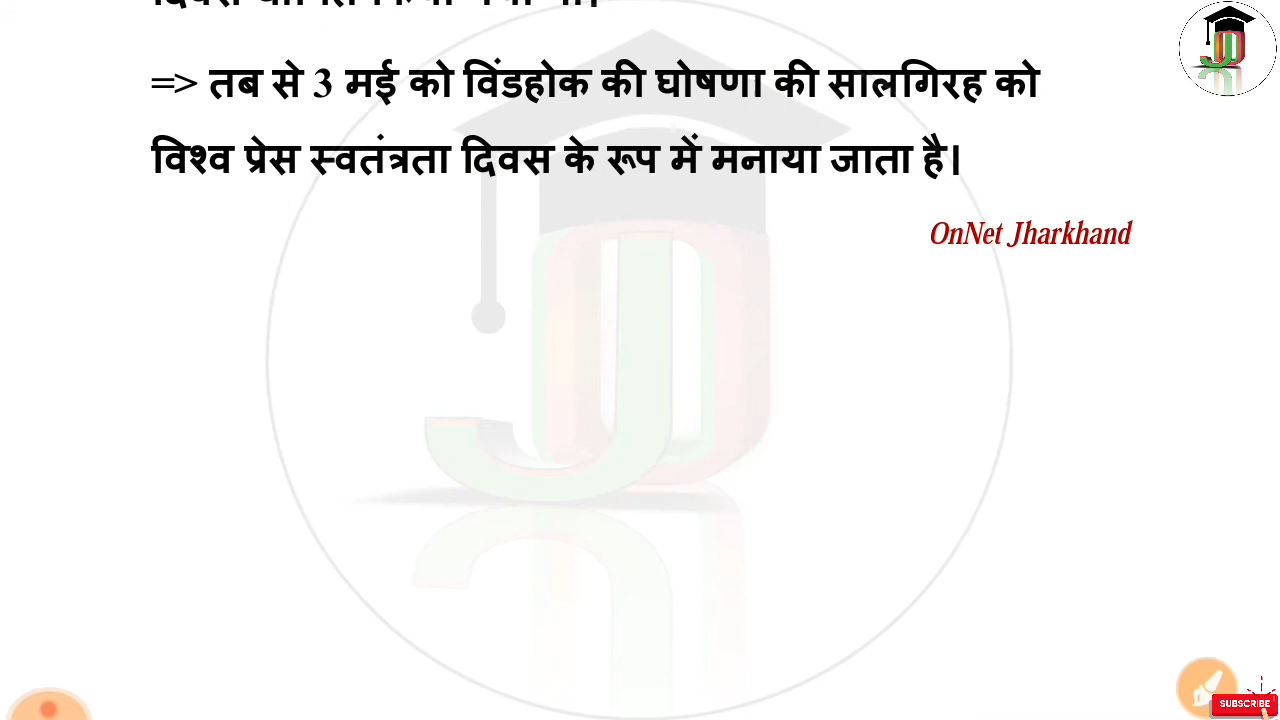 => तब से 3 मई को विंडहोक की घोषणा की सालगिरह को
विश्व प्रेस स्वतंत्रता दिवस के रूप में मनाया जाता है।
OnNet Jharkhand
SUBSCRIBE